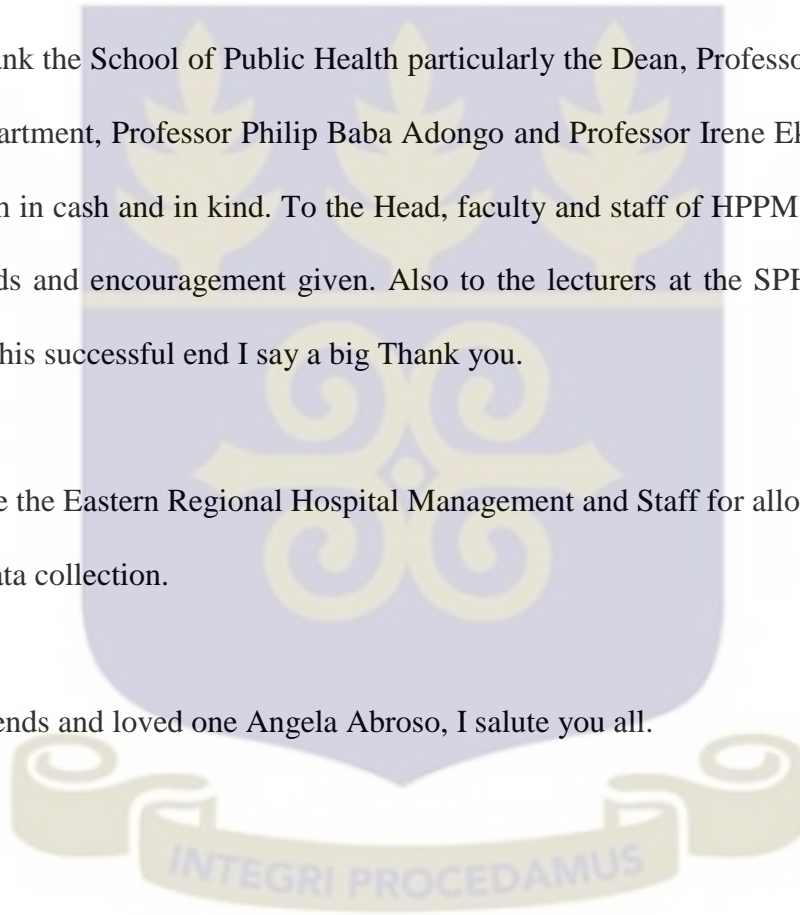 ank the School of Public Health particularly the Dean, Professo
artment, Professor Philip Baba Adongo and Professor Irene
n in cash and in kind. To the Head, faculty and staff of HPPM
ds and encouragement given. Also to the lecturers at the SPH
his successful end I say a big Thank you.
e the Eastern Regional Hospital Management and Staff for allo
ata collection.
ends and loved one Angela Abroso, I salute you all.
INTEGRI PROCEDAMUS